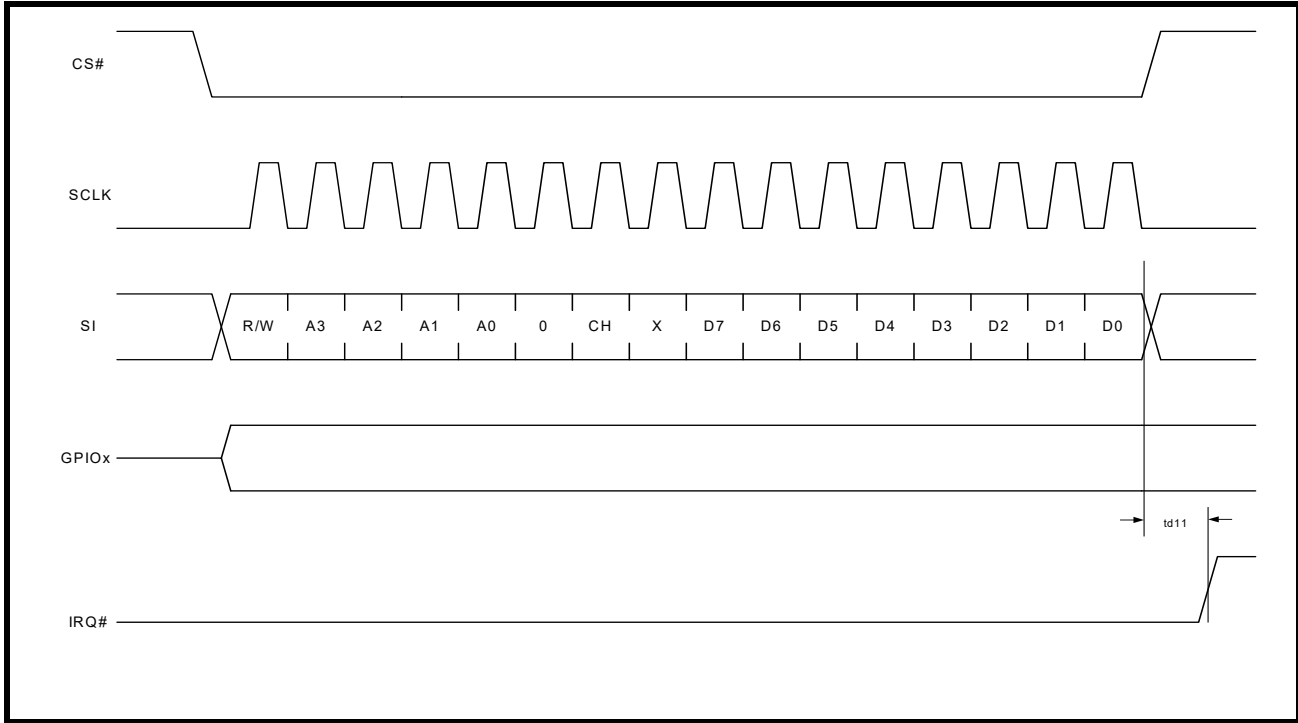 CS#
SCLK
SI
R/W A3 A2 A1 A0 0 CH X D7 D6 D5 D4 D3 D2 D1 D0
GPIOx
td11
IRQ#